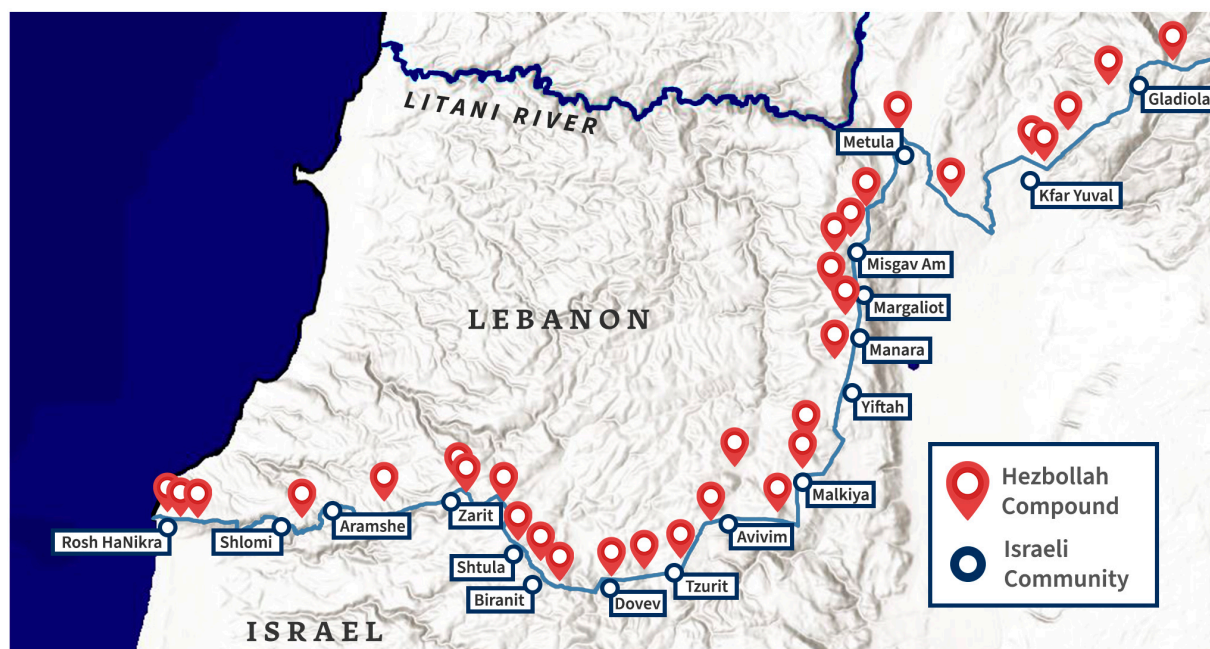 LITANI RIVER
Gladiola
Metula
Kfar Yuval
Misgav Am
Margaliot
LEBANON
Manara
Yiftah
Hezbollah
Compound
Malkiya
Zarit
Aramshe
Avivim
Rosh HaNikra
Shlomi
Israeli
Community
Shtula
Tzurit
Biranit
Dovev
ISRAEL